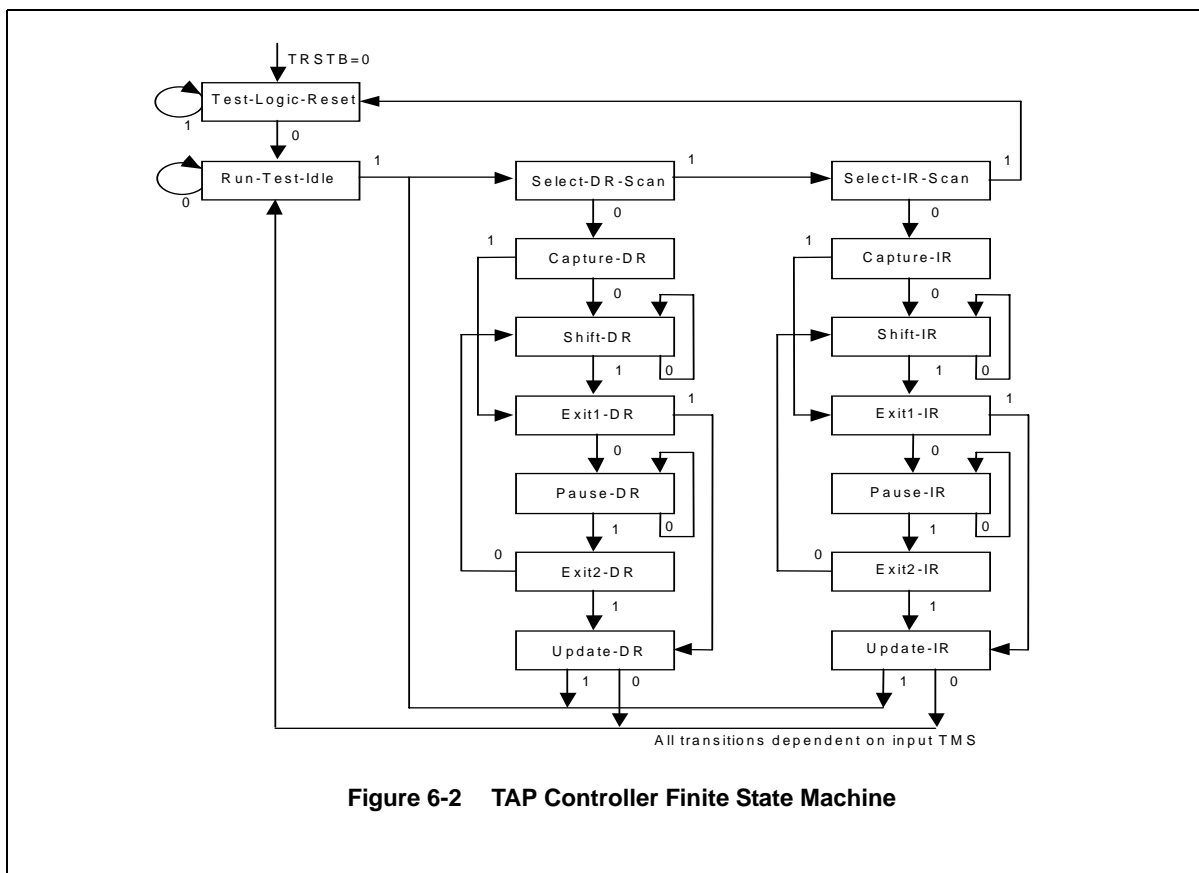 TRSTB=0
Test-Logic-Reset
1
0
Run-Test-Idle
1
0
Select-DR-Scan
1
Select-IR-Scan
1
0
0
1
Capture-DR
1
Capture-IR
0
0
Shift-DR
Shift-IR
1
0
1
0
Exit1-DR
1
Exit1-IR
1
0
0
Pause-DR
Pause-IR
1
0
1
0
0
Exit2-DR
0
Exit2-IR
1
1
Update-DR
Update-IR
1
0
1
0
All transitions dependent on input TMS
Figure 6-2 TAP Controller Finite State Machine